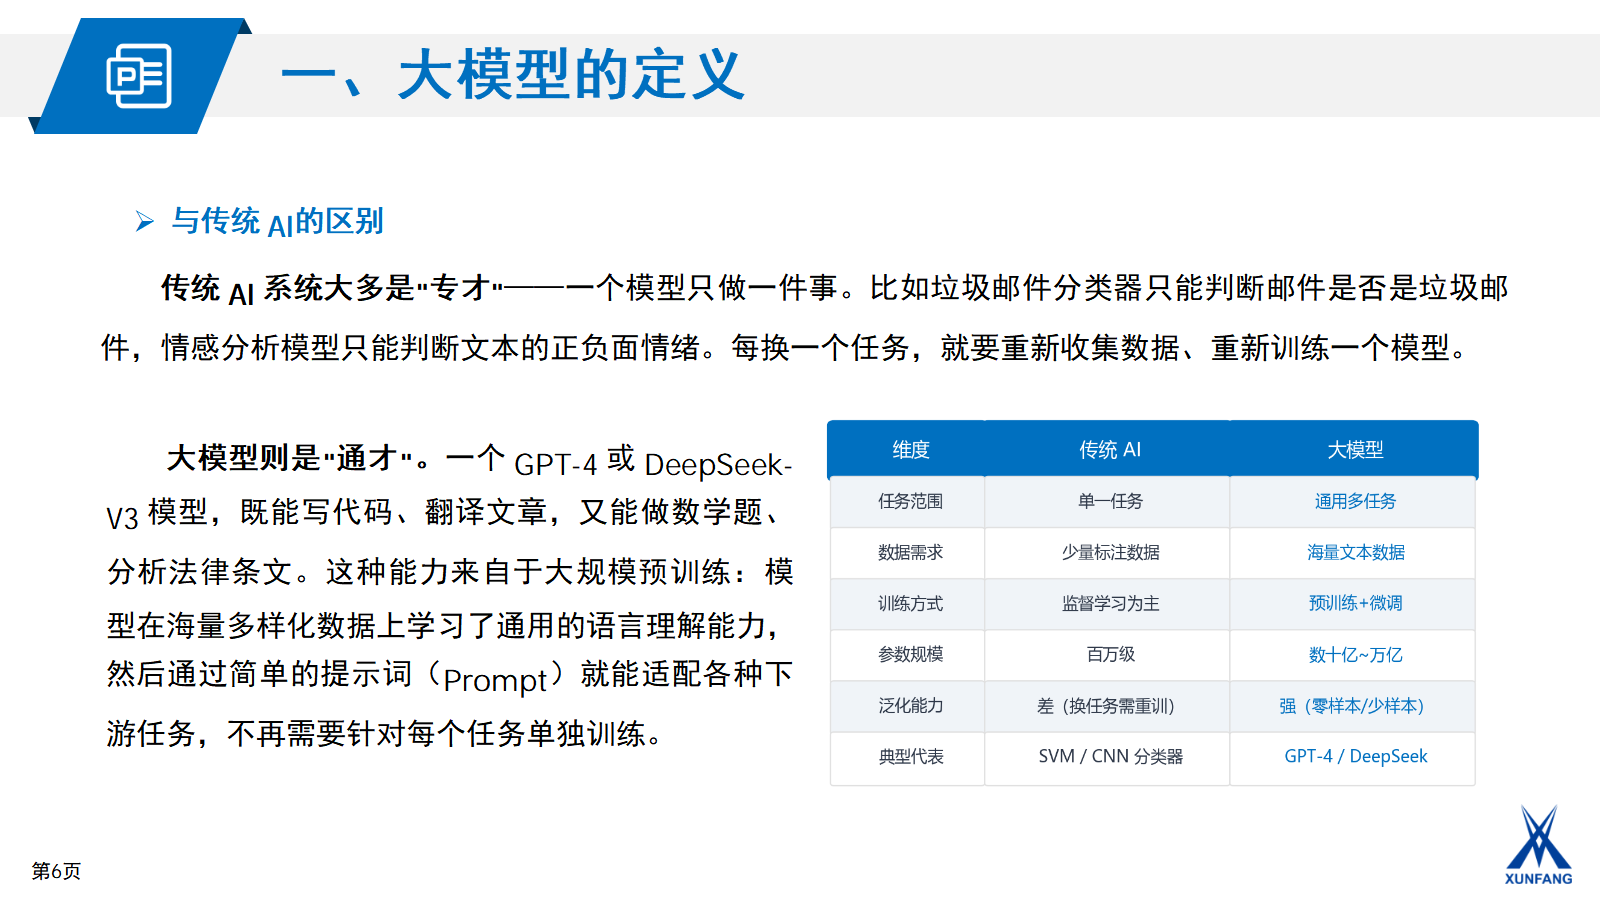 一、大模型的定义
与传统 AI的区别
传统 AI 系统大多是"专才"——一个模型只做一件事。比如垃圾邮件分类器只能判断邮件是否是垃圾邮
件，情感分析模型只能判断文本的正负面情绪。每换一个任务，就要重新收集数据、重新训练一个模型。
大模型则是"通才"。一个 GPT-4 或 DeepSeek-
V3 模型，既能写代码、翻译文章，又能做数学题、
分析法律条文。这种能力来自于大规模预训练：模
型在海量多样化数据上学习了通用的语言理解能力，
然后通过简单的提示词（Prompt）就能适配各种下
游任务，不再需要针对每个任务单独训练。
维度 传统 AI 大模型
任务范围 单一任务 通用多任务
数据需求 少量标注数据 海量文本数据
训练方式 监督学习为主 预训练+微调
参数规模 百万级 数十亿~万亿
泛化能力 差（换任务需重训） 强（零样本/少样本）
典型代表 SVM / CNN 分类器 GPT-4 / DeepSeek
XUNFANG
第6页